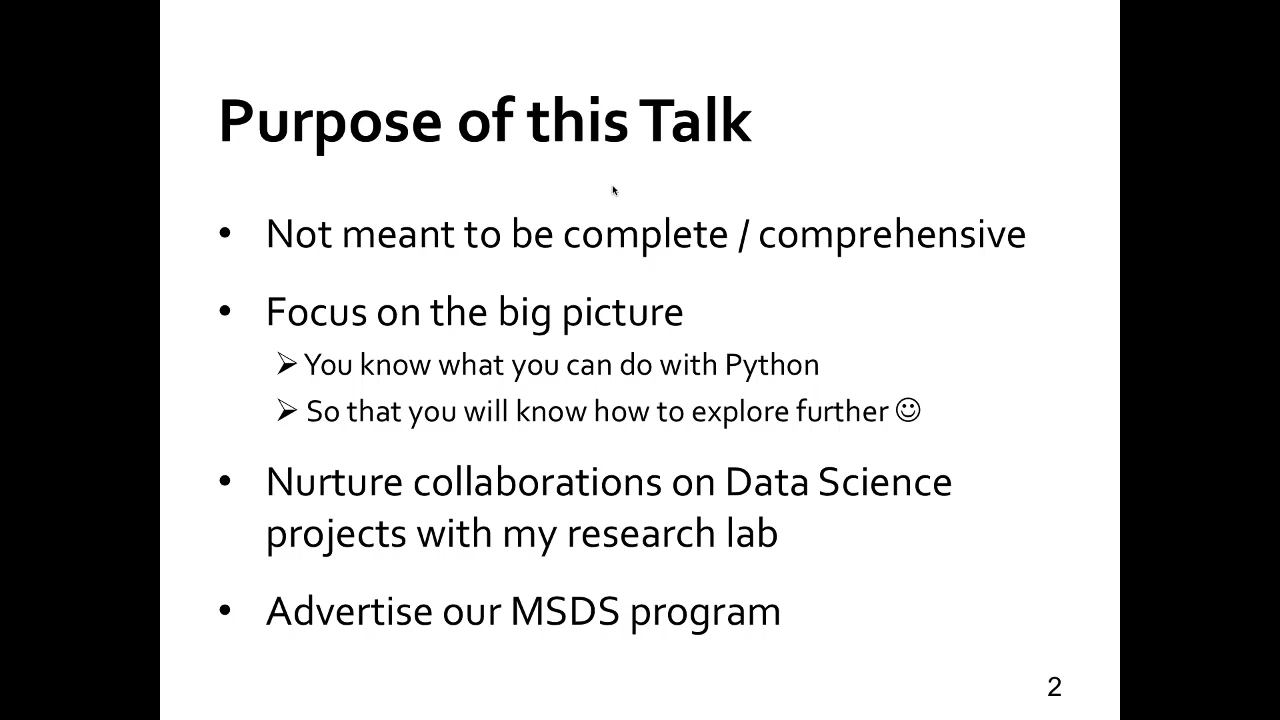 Purpose of this Talk
• Not meant to be complete / comprehensive
• Focus on the big picture
➢ You know what you can do with Python
➢ So that you will know how to explore further ☺
• Nurture collaborations on Data Science
projects with my research lab
• Advertise our MSDS program
2